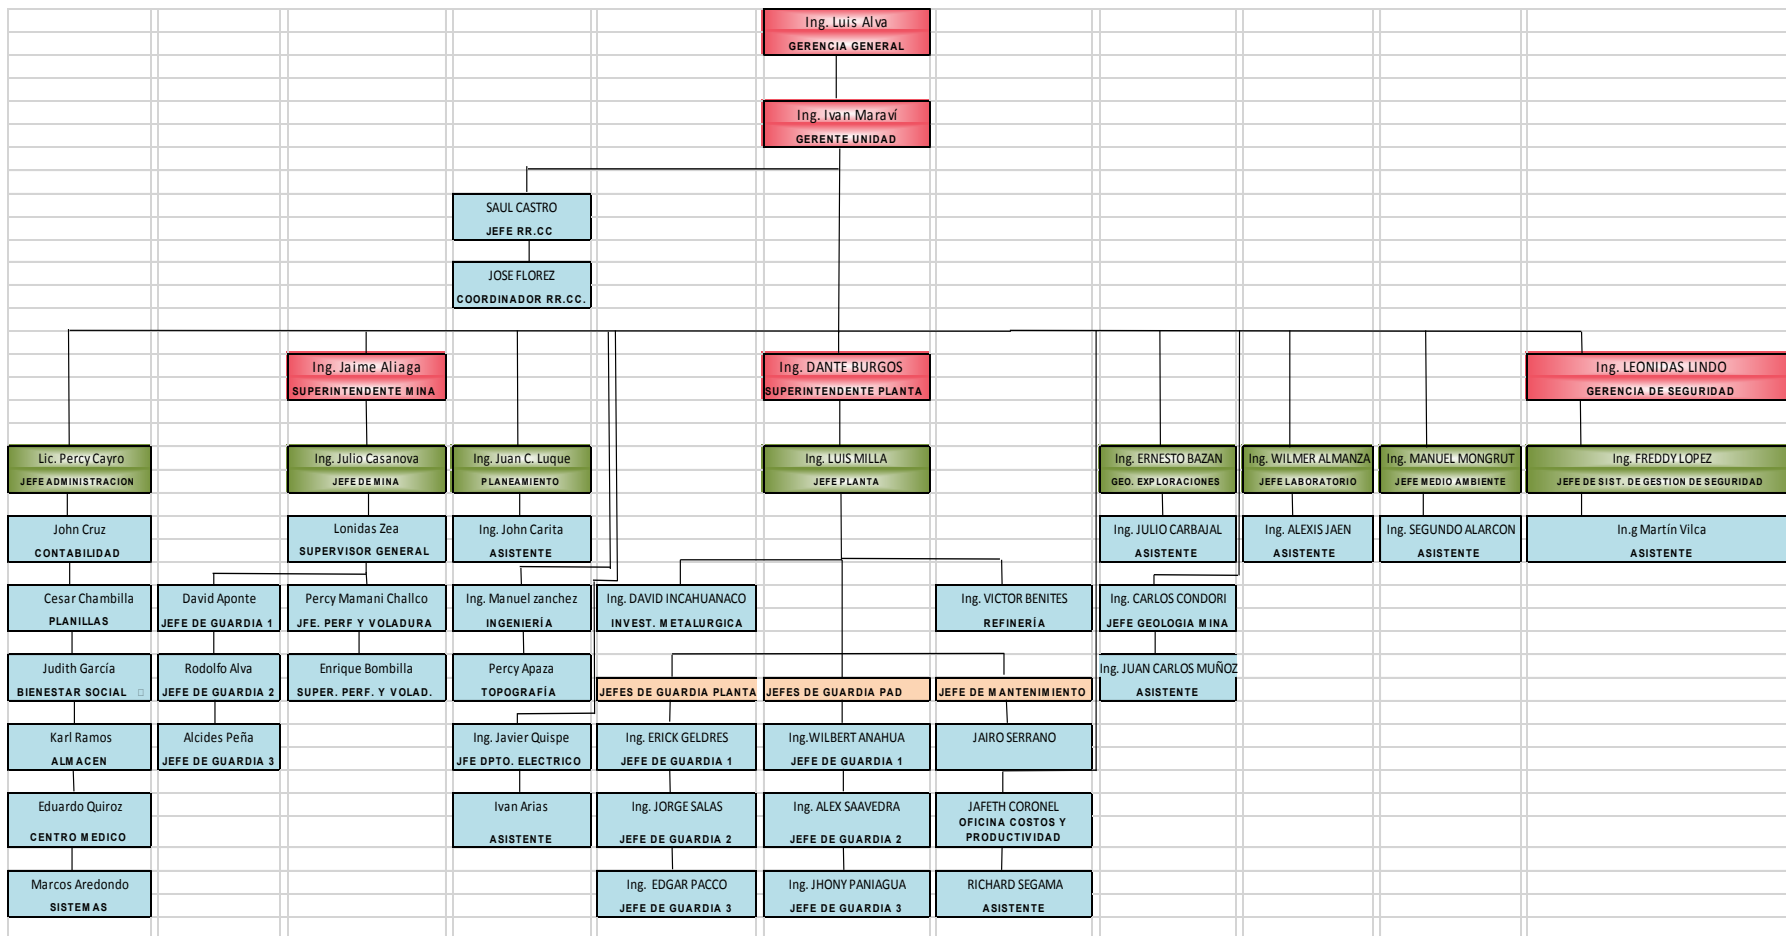 Ing. Luis Alva
GERENCIA GENERAL
Ing. Ivan Maraví
GERENTE UNIDAD
SAUL CASTRO
JEFE RR.CC
JOSE FLOREZ
COORDINADOR RR.CC.
Ing. Jaime Aliaga
SUPERINTENDENTE MINA
Ing. DANTE BURGOS
SUPERINTENDENTE PLANTA
Ing. LEONIDAS LINDO
GERENCIA DE SEGURIDAD
Lic. Percy Cayro
JEFE ADMINISTRACION
Ing. Julio Casanova
JEFE DE MINA
Ing. Juan C. Luque
PLANEAMIENTO
Ing. LUIS MILLA
JEFE PLANTA
Ing. ERNESTO BAZAN
GEO. EXPLORACIONES
Ing. WILMER ALMANZA
JEFE LABORATORIO
Ing. MANUEL MONGRUT
JEFE MEDIO AMBIENTE
Ing. FREDDY LOPEZ
JEFE DE SIST. DE GESTION DE SEGURIDAD
John Cruz
CONTABILIDAD
Lonidas Zea
SUPERVISOR GENERAL
Ing. John Carita
ASISTENTE
Ing. JULIO CARBAJAL
ASISTENTE
Ing. ALEXIS JAEN
ASISTENTE
Ing. SEGUNDO ALARCON
ASISTENTE
In.g Martín Vilca
ASISTENTE
Cesar Chambilla
PLANILLAS
David Aponte
JEFE DE GUARDIA 1
Percy Mamani Challco
JFE. PERF Y VOLADURA
Ing. Manuel zanchez
INGENIERÍA
Ing. DAVID INCAHUANACO
INVEST. METALURGICA
Ing. VICTOR BENITES
REFINERÍA
Ing. CARLOS CONDORI
JEFE GEOLOGIA MINA
Judith García
BIENESTAR SOCIAL
Rodolfo Alva
JEFE DE GUARDIA 2
Enrique Bombilla
SUPER. PERF. Y VOLAD.
Percy Apaza
TOPOGRAFÍA
JEFES DE GUARDIA PLANTA
JEFES DE GUARDIA PAD
JEFE DE MANTENIMIENTO
Ing. JUAN CARLOS MUÑOZ
ASISTENTE
Karl Ramos
ALMACEN
Alcides Peña
JEFE DE GUARDIA 3
Ing. Javier Quispe
JFE DPTO. ELECTRICO
Ing. ERICK GELDRES
JEFE DE GUARDIA 1
Ing.WILBERT ANAHUA
JEFE DE GUARDIA 1
JAIRO SERRANO
Eduardo Quiroz
CENTRO MEDICO
Ivan Arias
ASISTENTE
Ing. JORGE SALAS
JEFE DE GUARDIA 2
Ing. ALEX SAAVEDRA
JEFE DE GUARDIA 2
JAFETH CORONEL
OFICINA COSTOS Y
PRODUCTIVIDAD
Marcos Aredondo
SISTEMAS
Ing. EDGAR PACCO
JEFE DE GUARDIA 3
Ing. JHONY PANIAGUA
JEFE DE GUARDIA 3
RICHARD SEGAMA
ASISTENTE